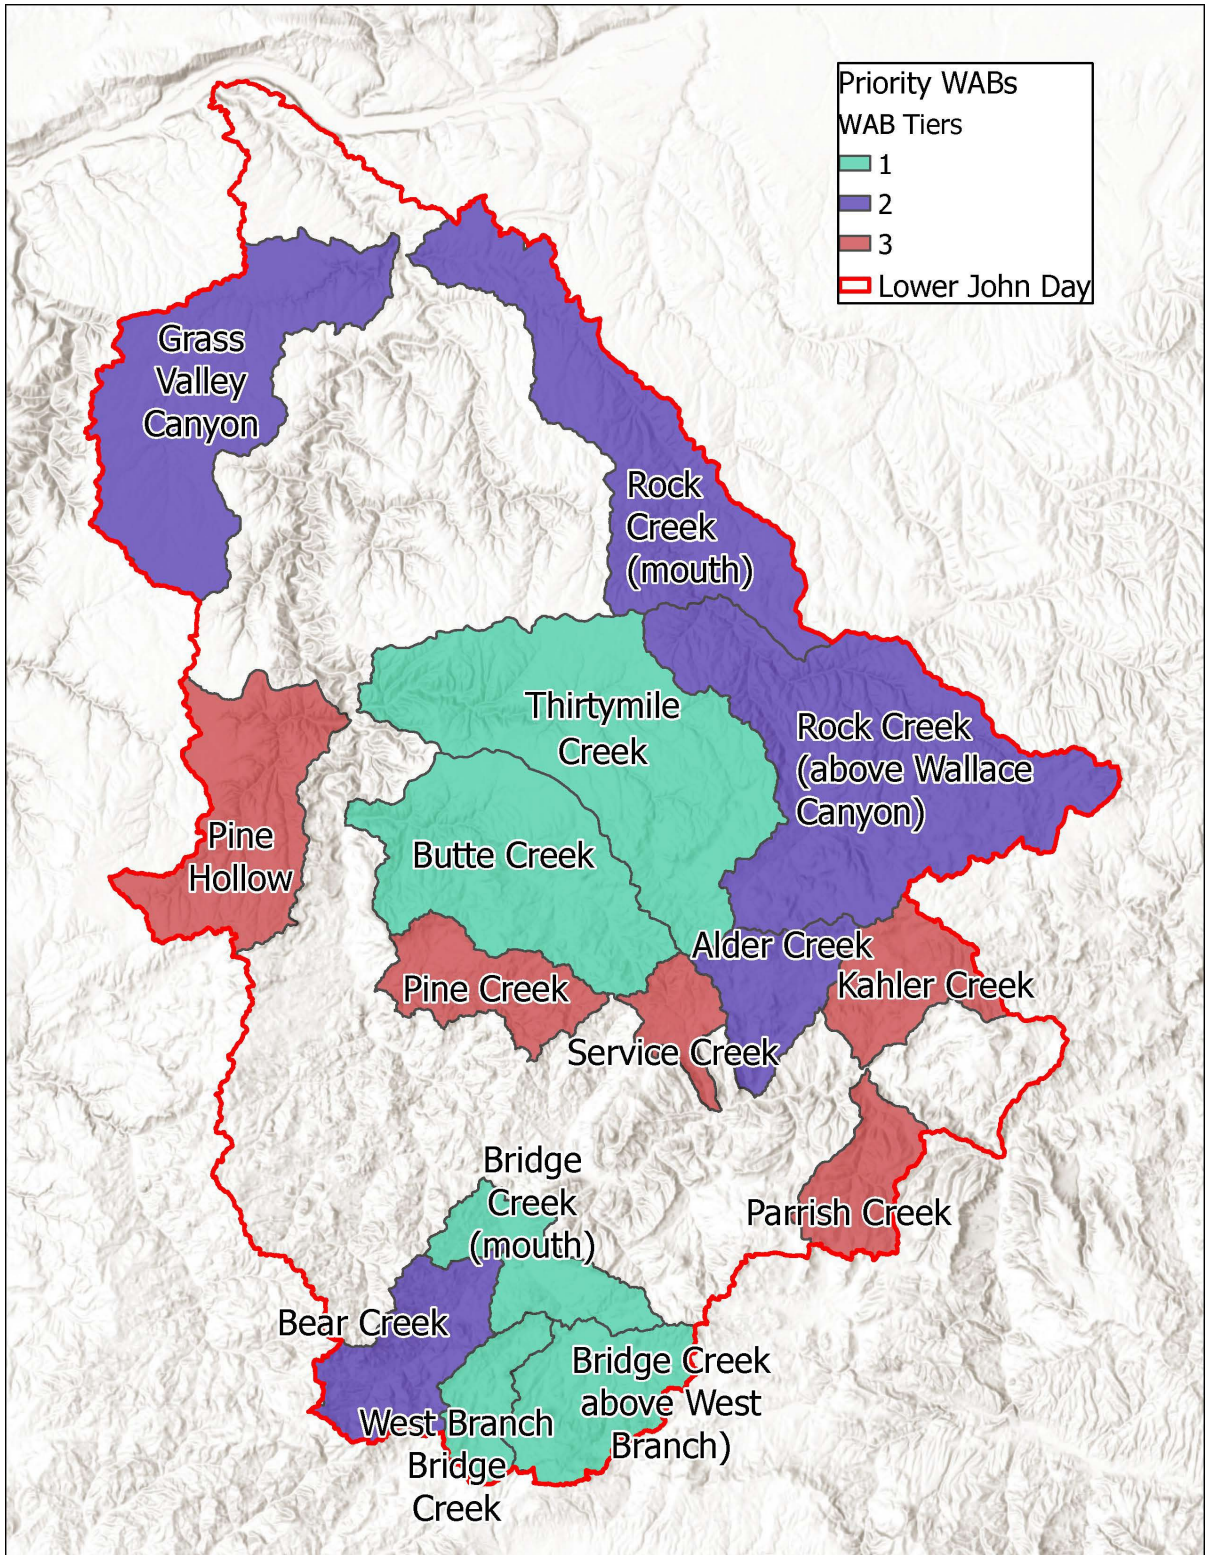 Priority WABs
WAB Tiers
1
2
3
Lower John Day
Grass
Valley
Canyon
Rock
Creek
(mouth)
Thirtymile
Creek
Rock Creek
(above Wallace
Canyon)
Pine
Hollow
Butte Creek
Alder Creek
Pine Creek
Kahler Creek
Service Creek
Bridge
Creek
(mouth)
Parrish Creek
Bear Creek
Bridge Creek
above West
Branch)
West Branch
Bridge
Creek